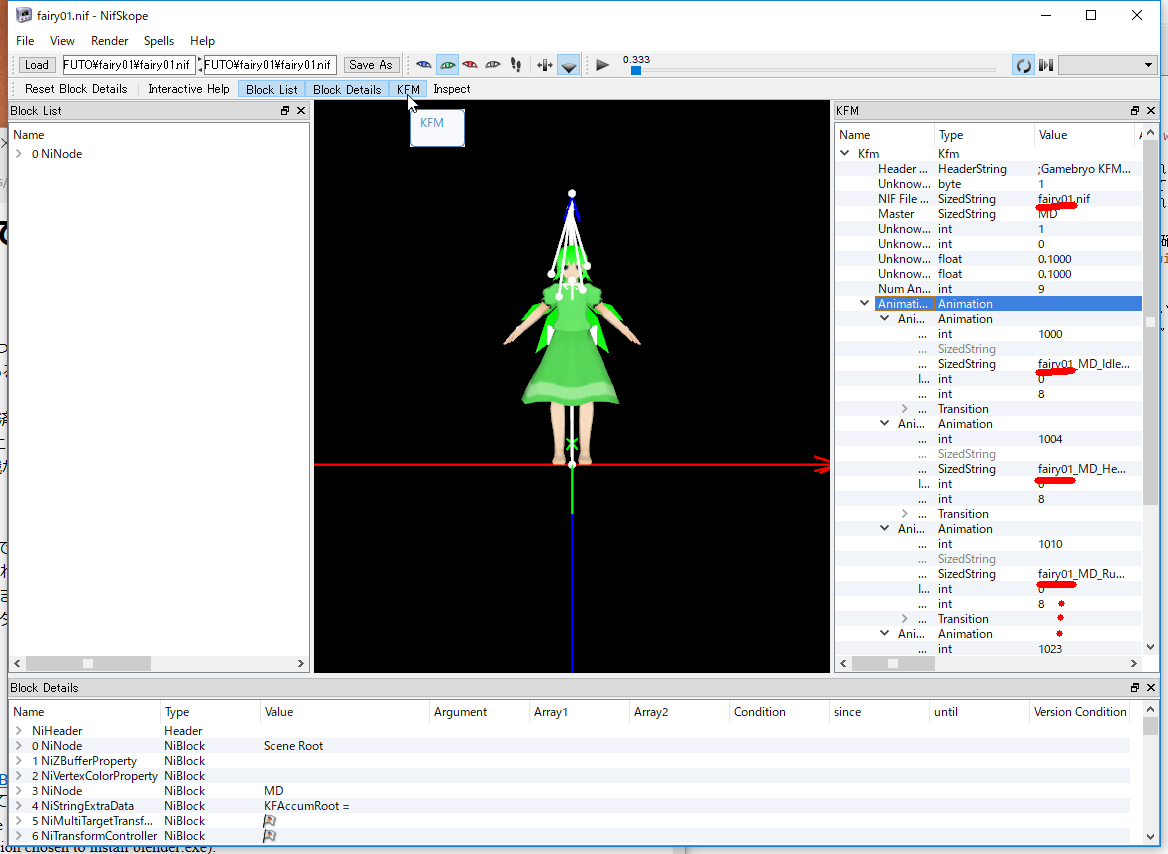 fairy01.nif - NifSkope
File View Render Spells Help
Load FUTO¥fairy01¥fairy01.nif FUTO¥fairy01¥fairy01.nif Save As 0.333
Reset Block Details Interactive Help Block List Block Details KFM Inspect
KFM
Block List
Name
0 NiNode
KFM
Name Type Value
Kfm Kfm
Header ... HeaderString ;Gamebryo KFM...
Unknow... byte 1
NIF File ... SizedString fairy01.nif
Master SizedString MD
Unknow... int 1
Unknow... int 0
Unknow... float 0.1000
Unknow... float 0.1000
Num An... int 9
Animati... Animation
Ani... Animation
... int 1000
... SizedString
... SizedString fairy01_MD_Idle...
I... int 0
... int 8
... Transition
Ani... Animation
... int 1004
... SizedString
... SizedString fairy01_MD_He...
I... int 0
... int 8
... Transition
Ani... Animation
... int 1010
... SizedString
... SizedString fairy01_MD_Ru...
I... int 0
... int 8
... Transition
Ani... Animation
... int 1023
Block Details
Name Type Value Argument Array1 Array2 Condition since until Version Condition
NiHeader Header
0 NiNode NiBlock Scene Root
1 NiZBufferProperty NiBlock
2 NiVertexColorProperty NiBlock
3 NiNode NiBlock MD
4 NiStringExtraData NiBlock KFAccumRoot =
5 NiMultiTargetTransf... NiBlock
6 NiTransformController NiBlock